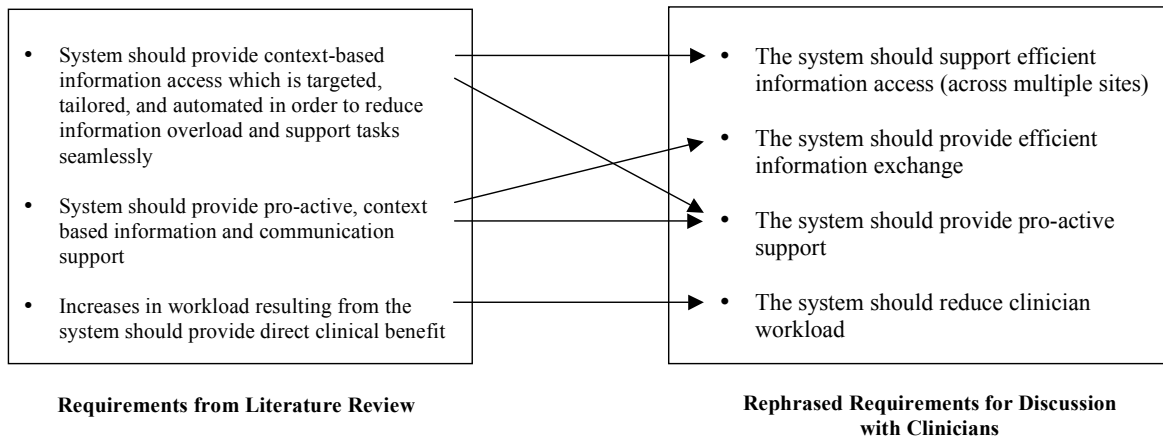 • System should provide context-based
information access which is targeted,
tailored, and automated in order to reduce
information overload and support tasks
seamlessly
• System should provide pro-active, context
based information and communication
support
• Increases in workload resulting from the
system should provide direct clinical benefit
Requirements from Literature Review
• The system should support efficient
information access (across multiple sites)
• The system should provide efficient
information exchange
• The system should provide pro-active
support
• The system should reduce clinician
workload
Rephrased Requirements for Discussion
with Clinicians